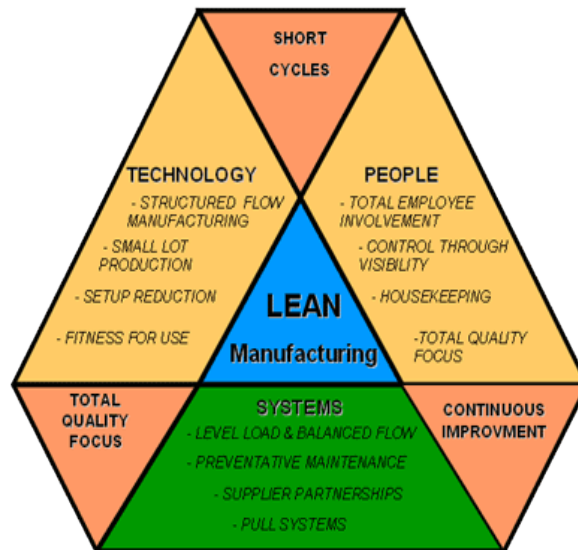 SHORT
CYCLES
TECHNOLOGY
- STRUCTURED FLOW
MANUFACTURING
- SMALL LOT
PRODUCTION
- SETUP REDUCTION
- FITNESS FOR USE
PEOPLE
- TOTAL EMPLOYEE
INVOLVEMENT
- CONTROL THROUGH
VISIBILITY
- HOUSEKEEPING
-TOTAL QUALITY
FOCUS
LEAN
Manufacturing
TOTAL
QUALITY
FOCUS
SYSTEMS
- LEVEL LOAD & BALANCED FLOW
- PREVENTATIVE MAINTENANCE
- SUPPLIER PARTNERSHIPS
- PULL SYSTEMS
CONTINUOUS
IMPROVMENT